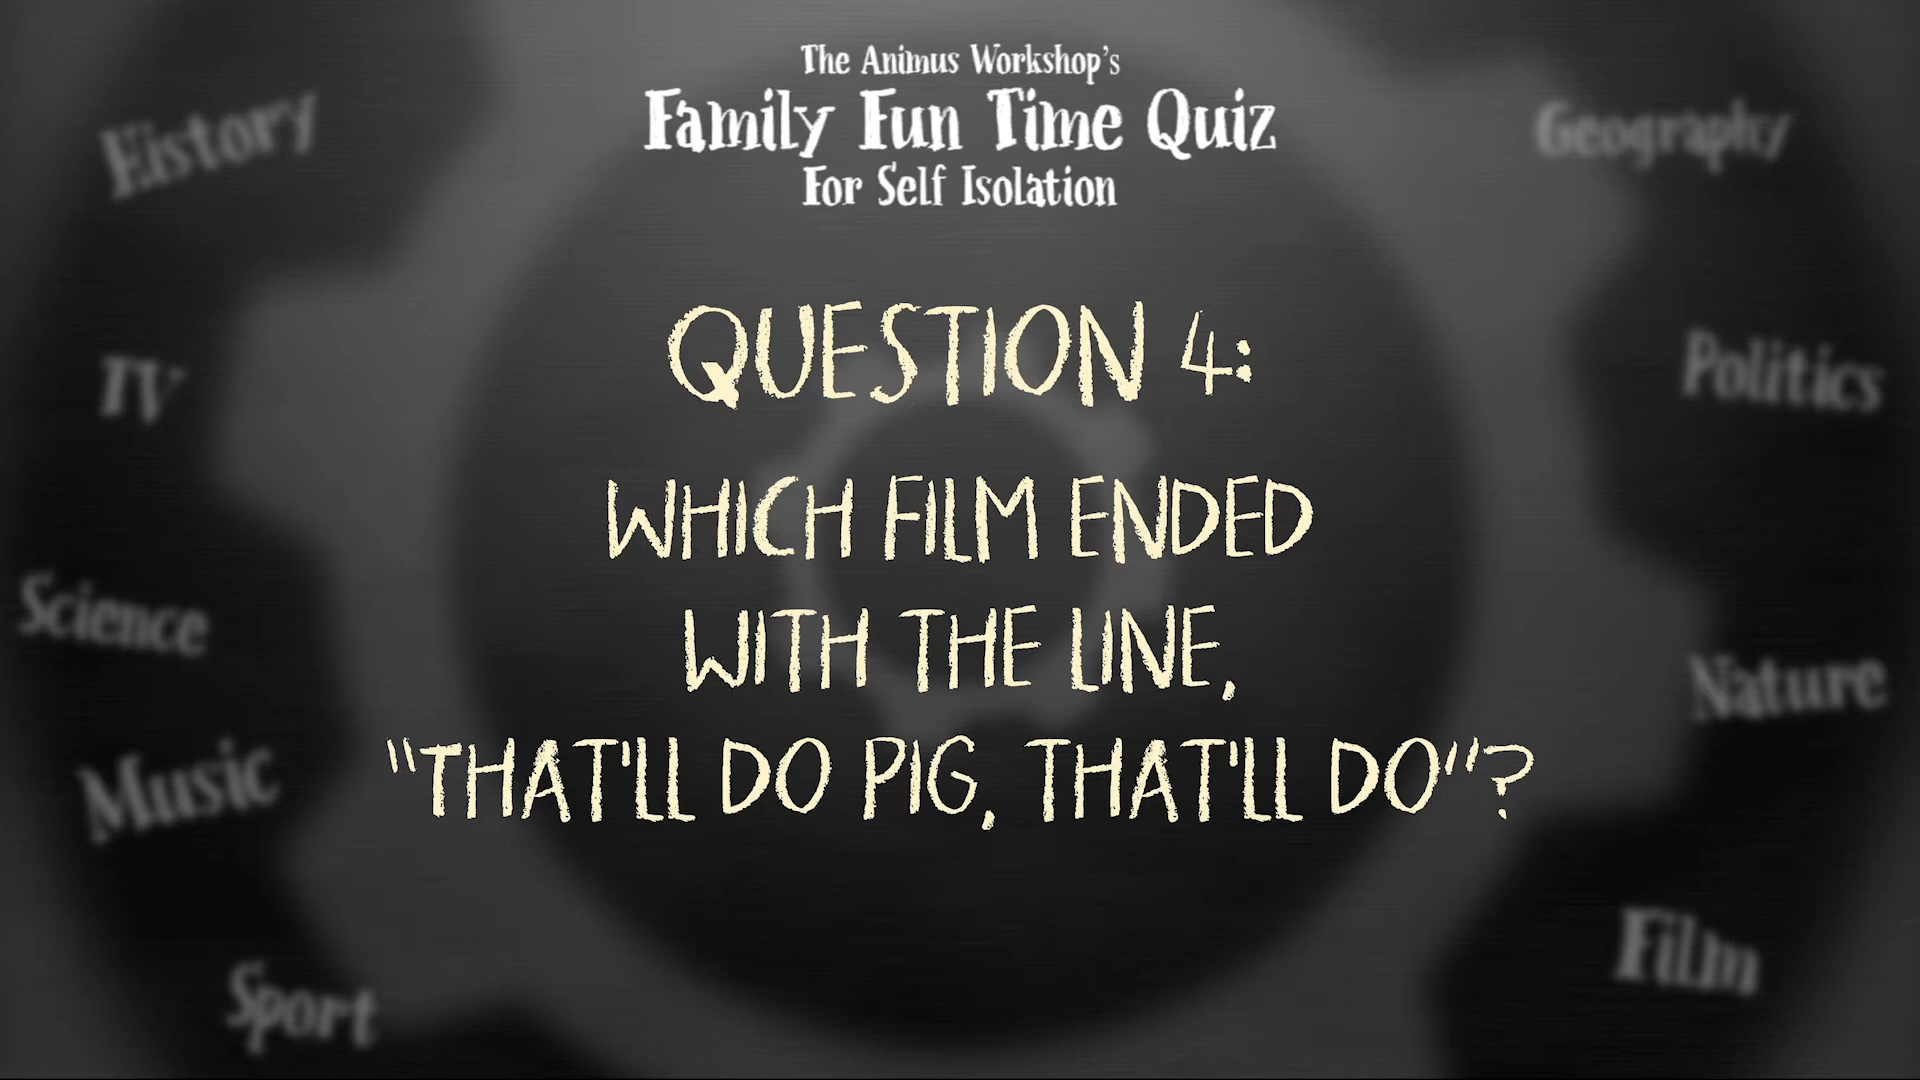 The Animus Workshop's
Family Fun Time Quiz
For Self Isolation
History
Geography
QUESTION 4:
TV
Politics
WHICH FILM ENDED
WITH THE LINE,
Science
Nature
"THAT'LL DO PIG, THAT'LL DO"?
Music
Film
Sport